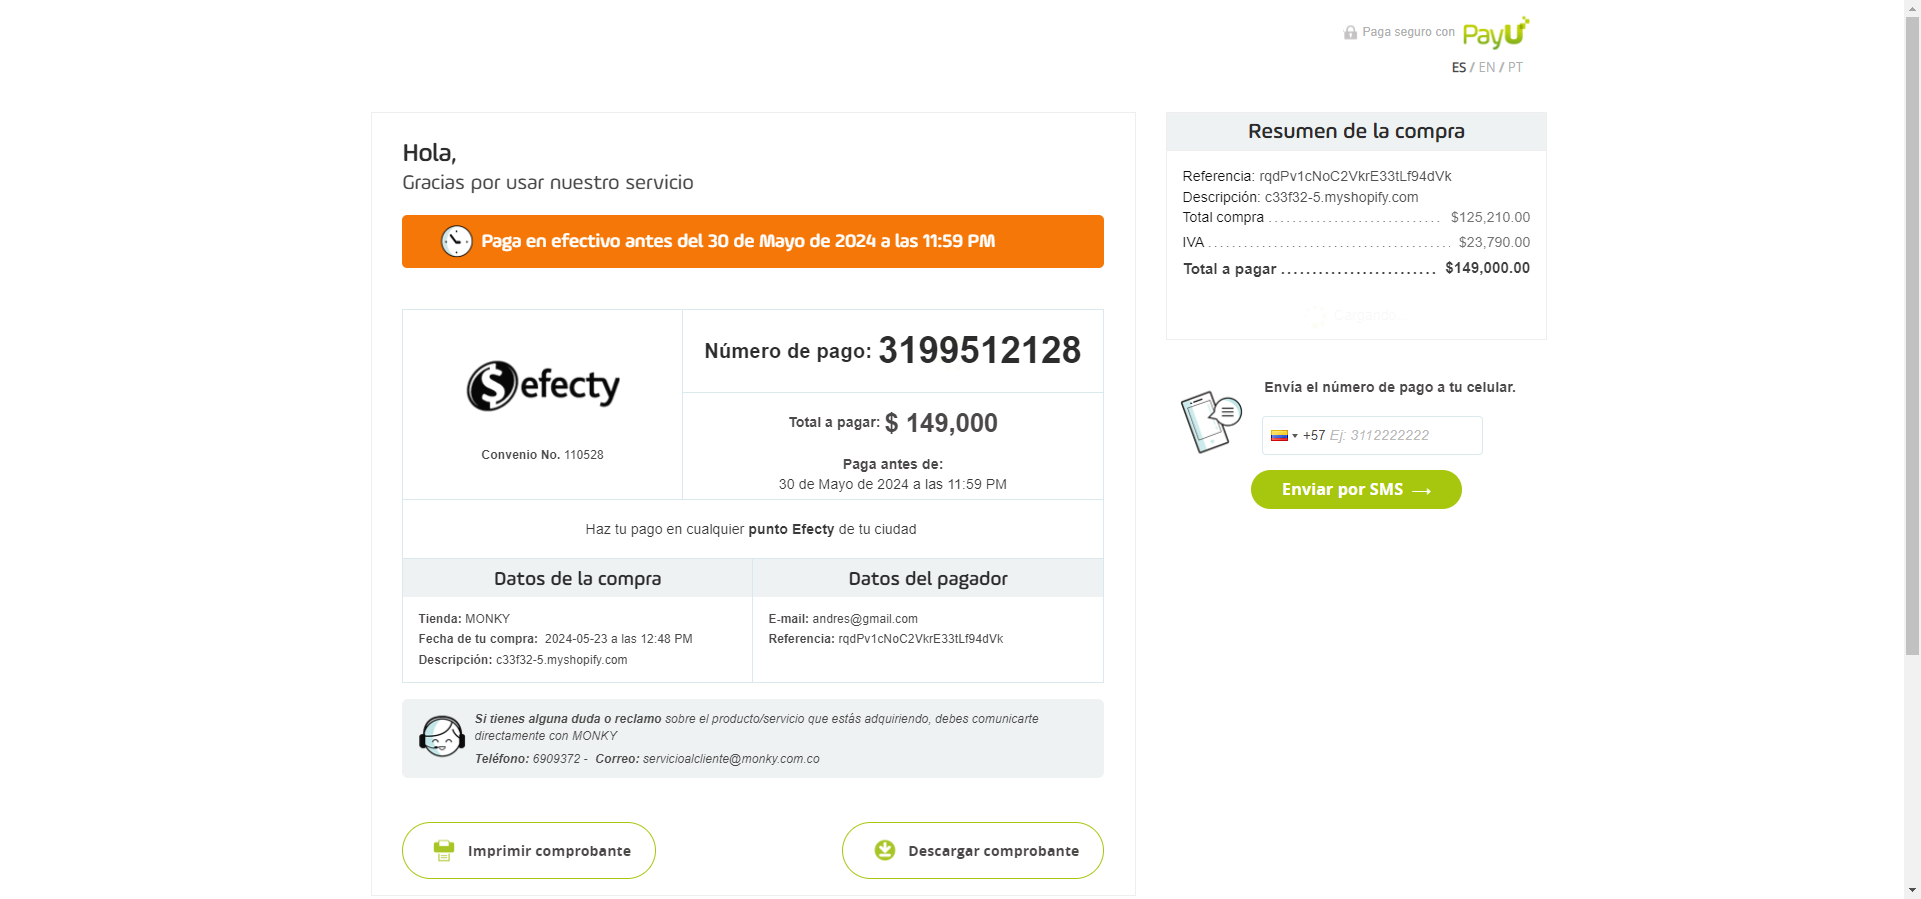 Paga seguro con PayU
ES / EN / PT
Hola,
Gracias por usar nuestro servicio
Paga en efectivo antes del 30 de Mayo de 2024 a las 11:59 PM
$efecty
Convenio No. 110528
Número de pago: 3199512128
Total a pagar: $ 149,000
Paga antes de:
30 de Mayo de 2024 a las 11:59 PM
Haz tu pago en cualquier punto Efecty de tu ciudad
Datos de la compra
Tienda: MONKY
Fecha de tu compra: 2024-05-23 a las 12:48 PM
Descripción: c33f32-5.myshopify.com
Datos del pagador
E-mail: andres@gmail.com
Referencia: rqdPv1cNoC2VkrE33tLf94dVk
Si tienes alguna duda o reclamo sobre el producto/servicio que estás adquiriendo, debes comunicarte
directamente con MONKY
Teléfono: 6909372 - Correo: servicioalcliente@monky.com.co
Imprimir comprobante
Descargar comprobante
Resumen de la compra
Referencia: rqdPv1cNoC2VkrE33tLf94dVk
Descripción: c33f32-5.myshopify.com
Total compra ............................. $125,210.00
IVA ......................................... $23,790.00
Total a pagar ......................... $149,000.00
Cargando
Envía el número de pago a tu celular.
+57 Ej: 3112222222
Enviar por SMS →